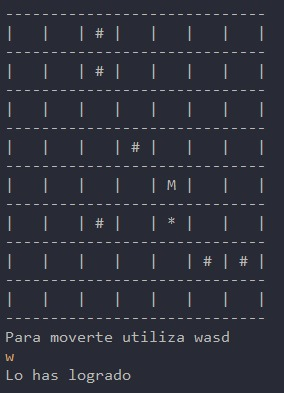 -----------------------------
|   |   | # |   |   |   |   |
-----------------------------
|   |   | # |   |   |   |   |
-----------------------------
|   |   |   |   |   |   |   |
-----------------------------
|   |   |   | # |   |   |   |
-----------------------------
|   |   |   |   | M |   |   |
-----------------------------
|   |   | # |   | * |   |   |
-----------------------------
|   |   |   |   |   | # | # |
-----------------------------
|   |   |   |   |   |   |   |
-----------------------------
Para moverte utiliza wasd
w
Lo has logrado